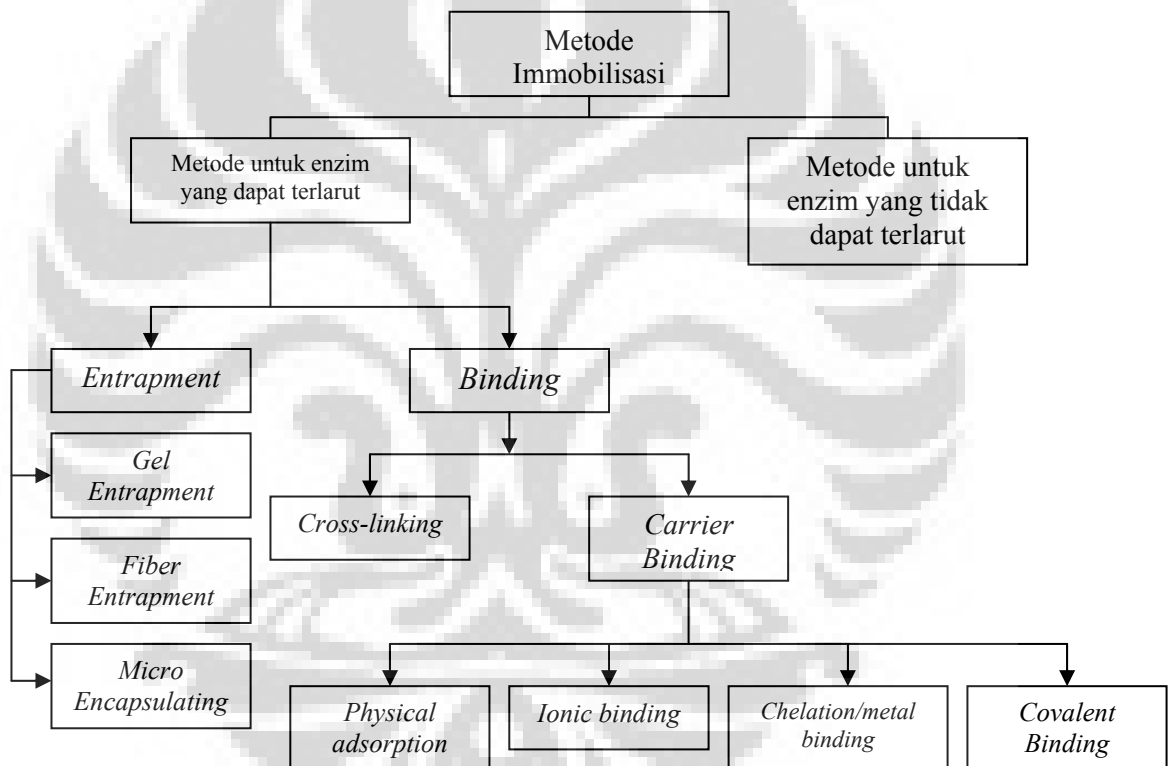 Metode
Immobilisasi
Metode untuk enzim
yang dapat terlarut
Metode untuk
enzim yang tidak
dapat terlarut
Entrapment
Binding
Gel
Entrapment
Cross-linking
Carrier
Binding
Fiber
Entrapment
Micro
Encapsulating
Physical
adsorption
Ionic binding
Chelation/metal
binding
Covalent
Binding